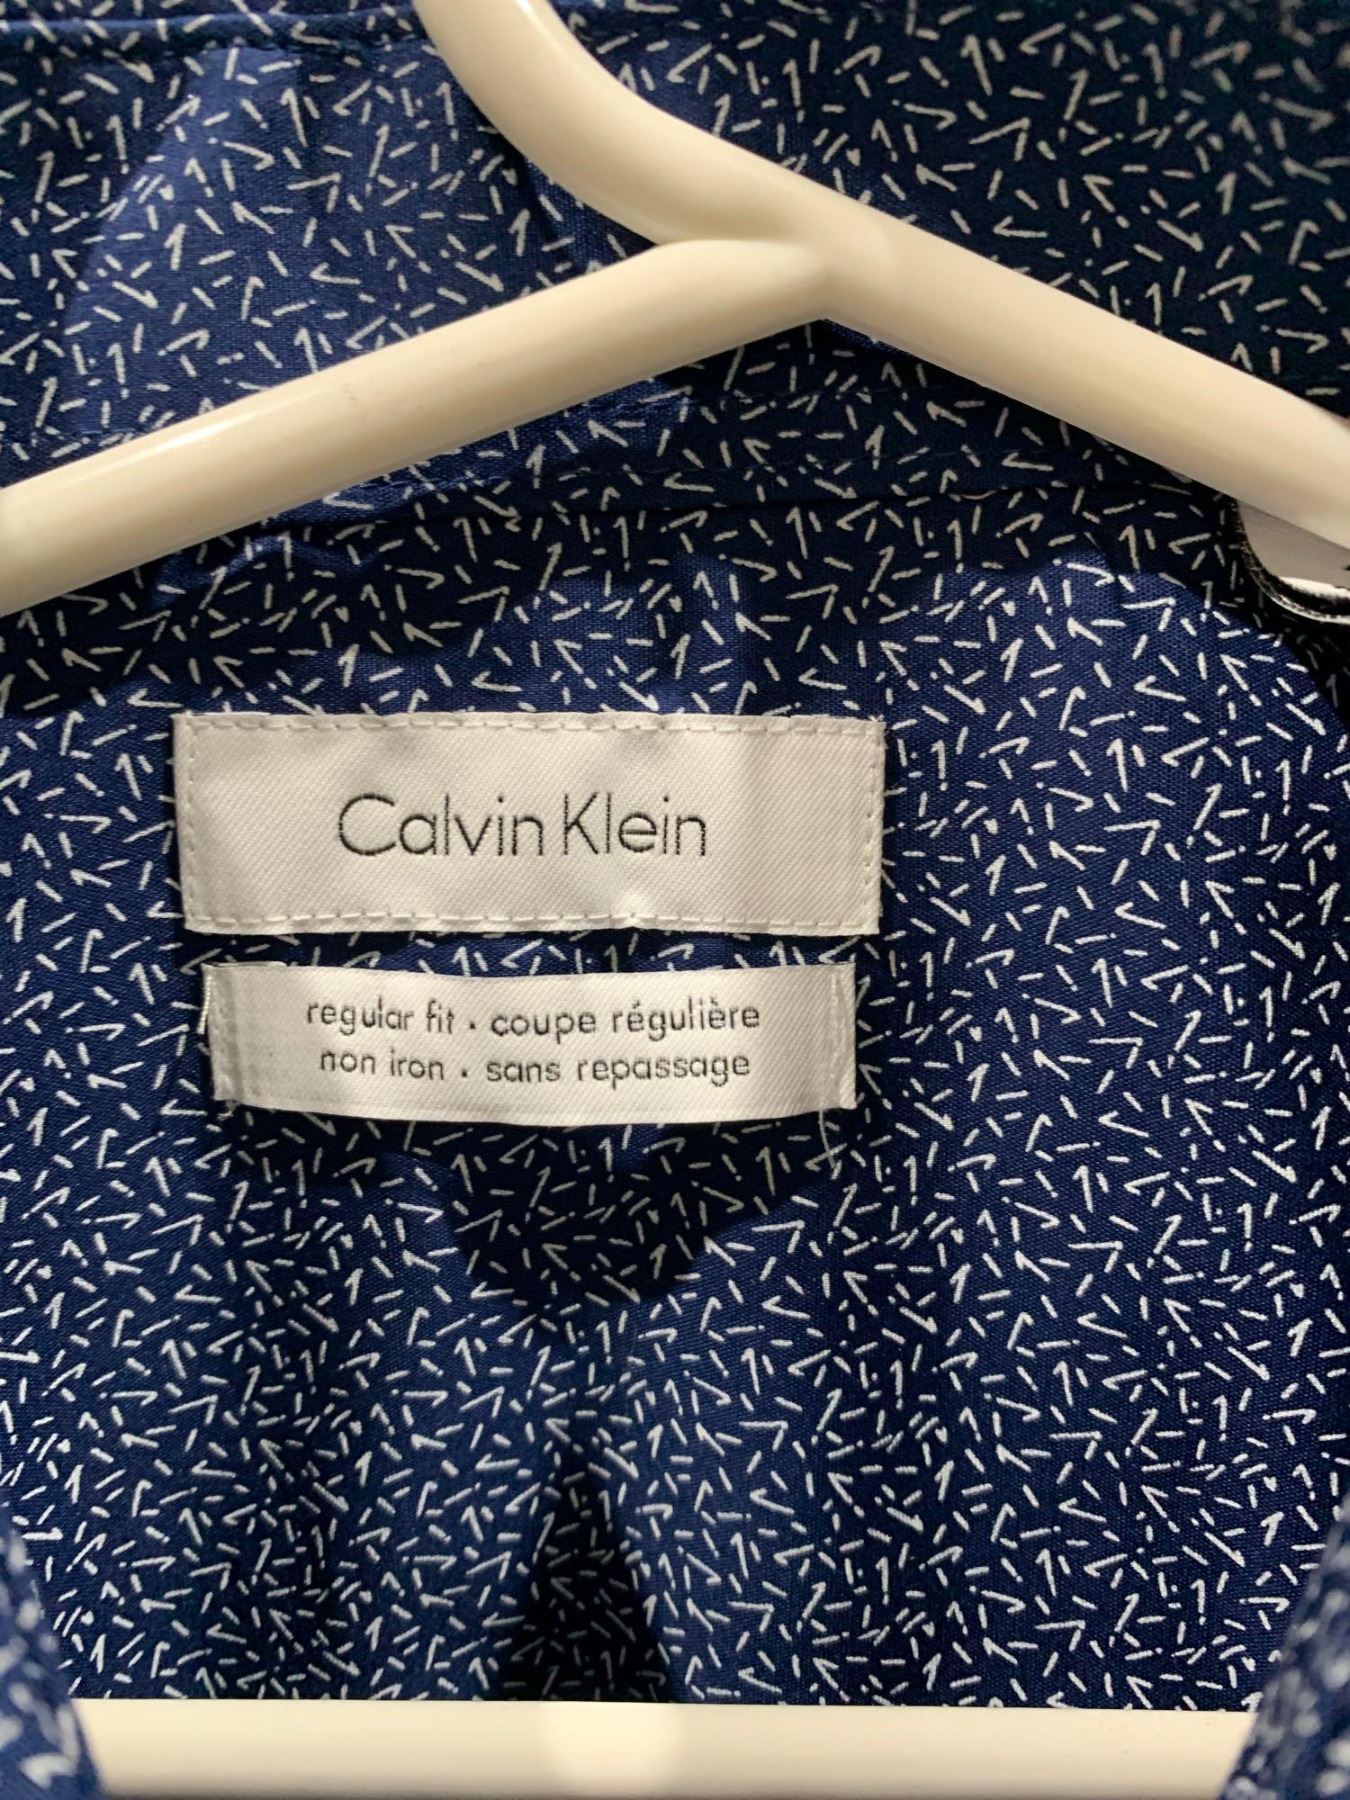 Calvin Klein
regular fit • coupe régulière
non iron • sans repassage